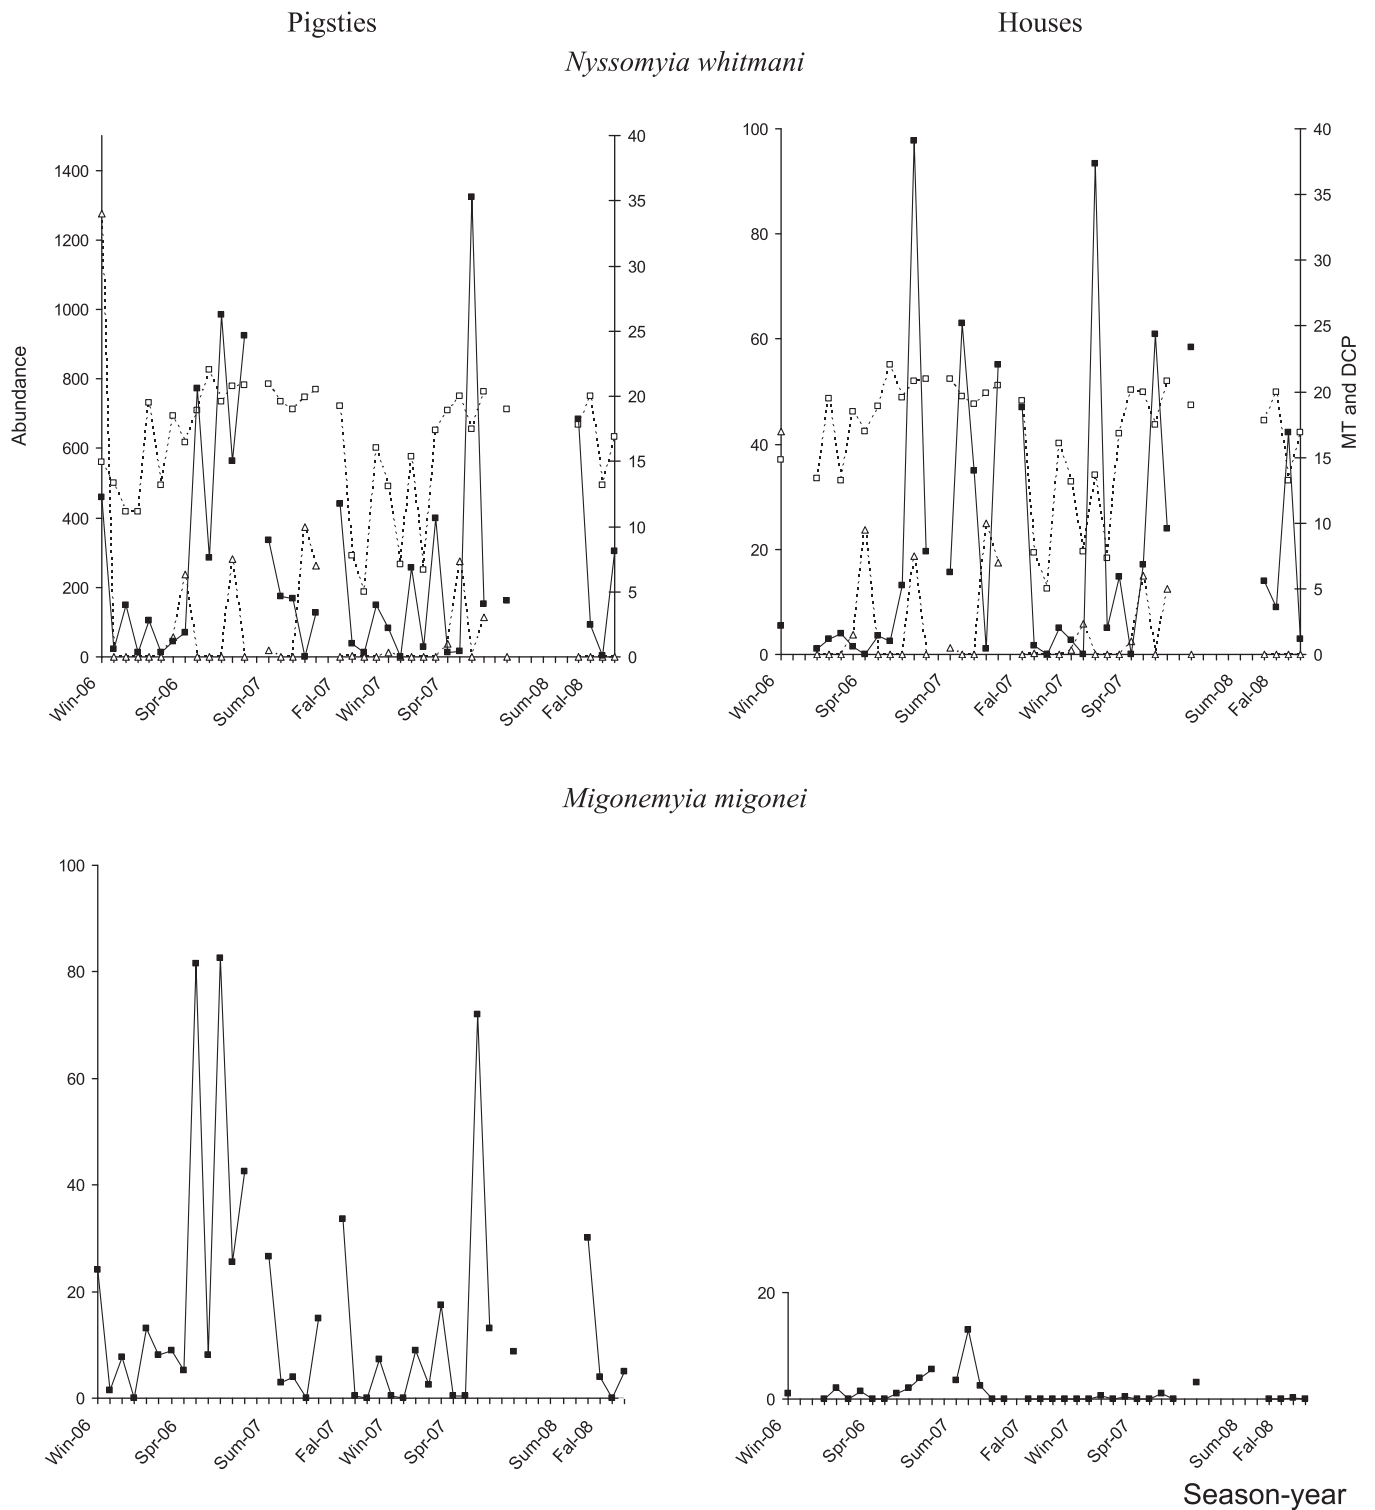 Pigsties
Houses
Nyssomyia whitmani
1400
1200
1000
800
600
400
200
0
Abundance
40
35
30
25
20
15
10
5
0
Win-06
Spr-06
Sum-07
Fal-07
Win-07
Spr-07
Sum-08
Fal-08
100
80
60
40
20
0
40
35
30
25
20
15
10
5
0
MT and DCP
Win-06
Spr-06
Sum-07
Fal-07
Win-07
Spr-07
Sum-08
Fal-08
Migonemyia migonei
100
80
60
40
20
0
Win-06
Spr-06
Sum-07
Fal-07
Win-07
Spr-07
Sum-08
Fal-08
20
0
Win-06
Spr-06
Sum-07
Fal-07
Win-07
Spr-07
Sum-08
Fal-08
Season-year